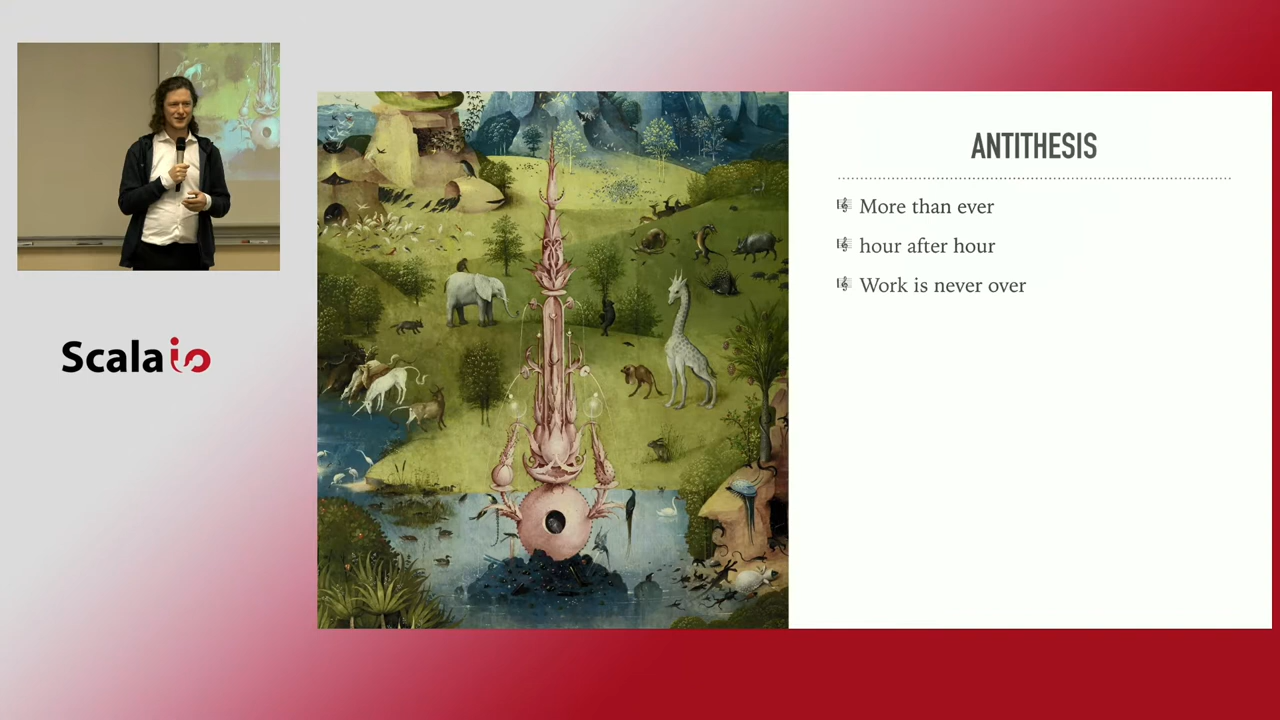 Scala io
ANTITHESIS
More than ever
hour after hour
Work is never over